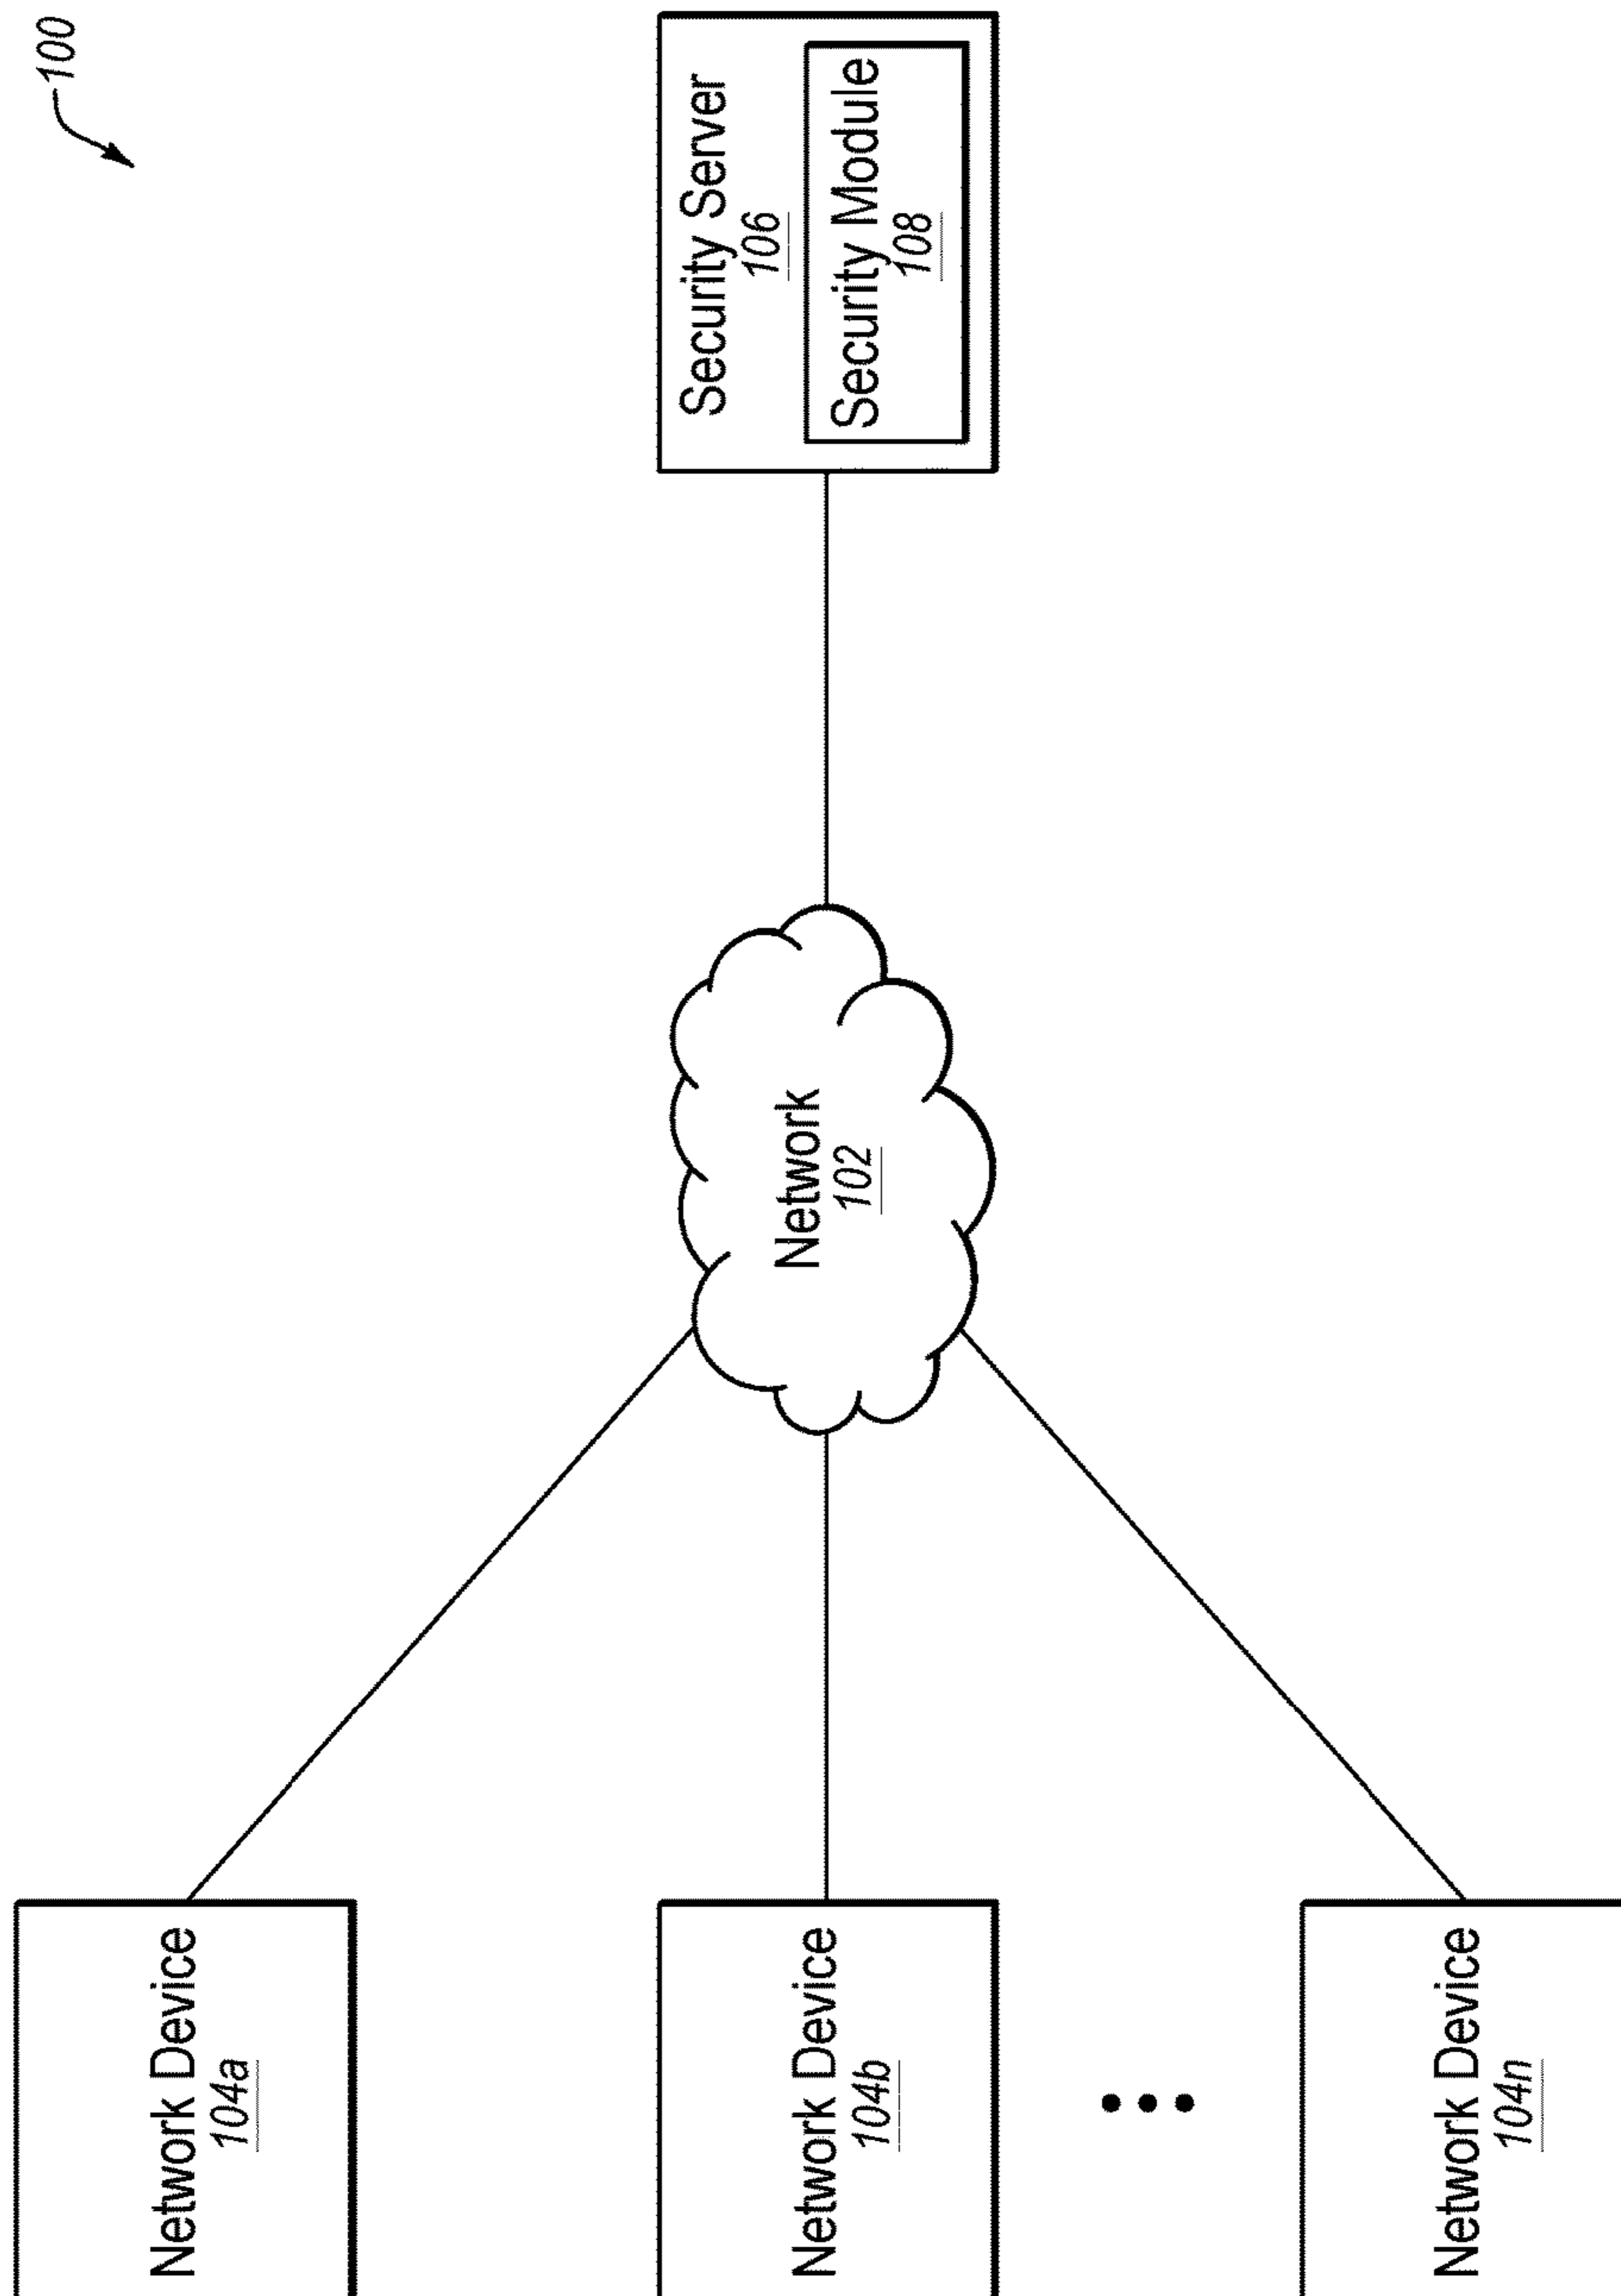 100
Network Device
104a
Network Device
104b
Network Device
104n
Network
102
Security Server
106
Security Module
108